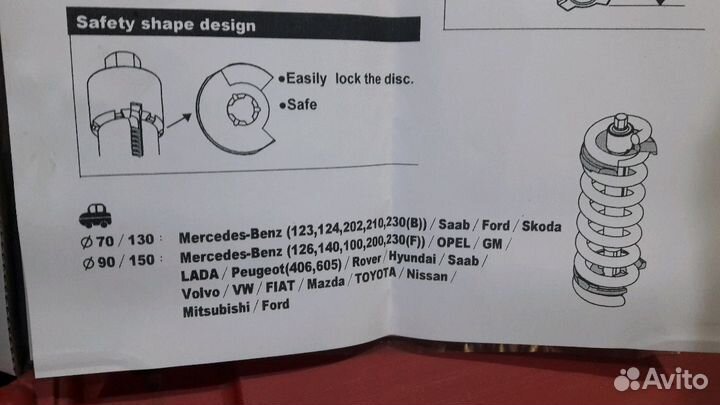 Safety shape design
●Easily lock the disc.
●Safe
Ø 70 / 130 : Mercedes-Benz (123,124,202,210,230(B)) / Saab / Ford / Skoda
Ø 90 / 150 : Mercedes-Benz (126,140,100,200,230(F)) / OPEL / GM /
LADA / Peugeot(406,605) / Rover / Hyundai / Saab /
Volvo / VW / FIAT / Mazda / TOYOTA / Nissan /
Mitsubishi / Ford
Avito